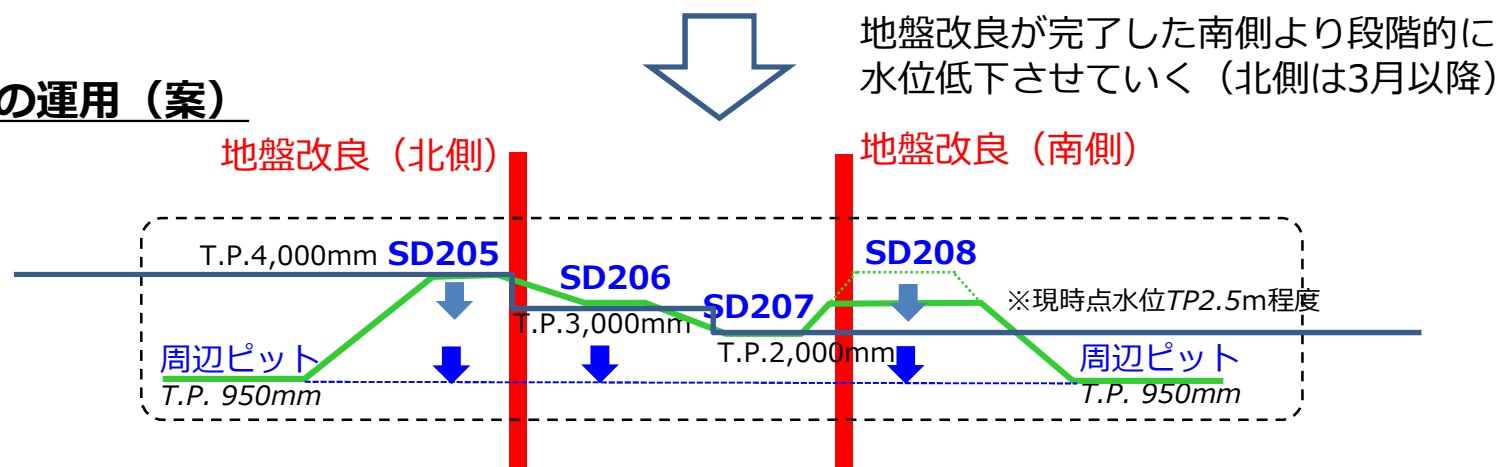 地盤改良が完了した南側より段階的に
水位低下させていく（北側は3月以降）
の運用（案）
地盤改良（北側）
地盤改良（南側）
T.P.4,000mm
SD205
SD206
SD207
SD208
※現時点水位TP2.5m程度
T.P.3,000mm
T.P.2,000mm
周辺ピット
T.P. 950mm
周辺ピット
T.P. 950mm